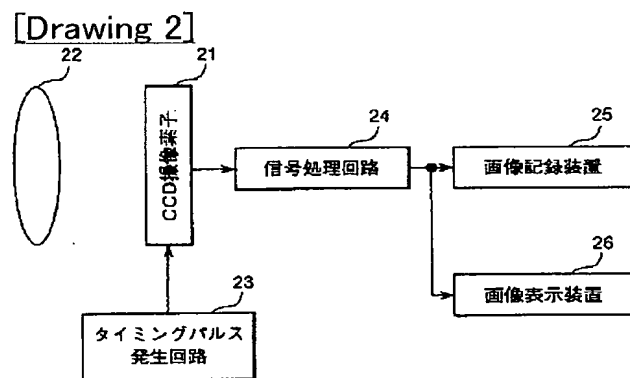 [Drawing 2]
22
21
CCD撮像素子
24
信号処理回路
25
画像記録装置
26
画像表示装置
23
タイミングパルス
発生回路